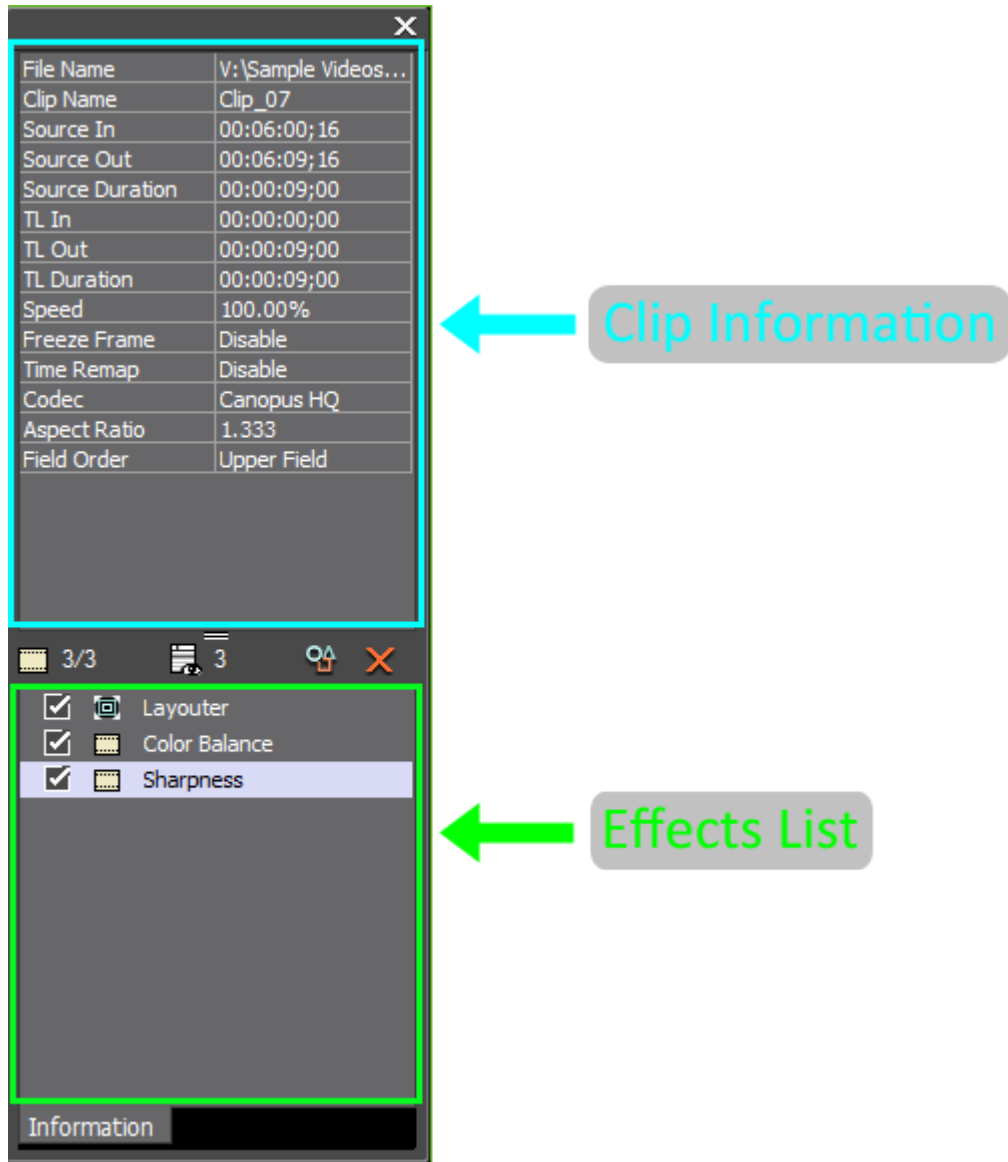 File Name V:\Sample Videos...
Clip Name Clip_07
Source In 00:06:00;16
Source Out 00:06:09;16
Source Duration 00:00:09;00
TL In 00:00:00;00
TL Out 00:00:09;00
TL Duration 00:00:09;00
Speed 100.00%
Freeze Frame Disable
Time Remap Disable
Codec Canopus HQ
Aspect Ratio 1.333
Field Order Upper Field
Clip Information
3/3 3
Layouter
Color Balance
Sharpness
Effects List
Information